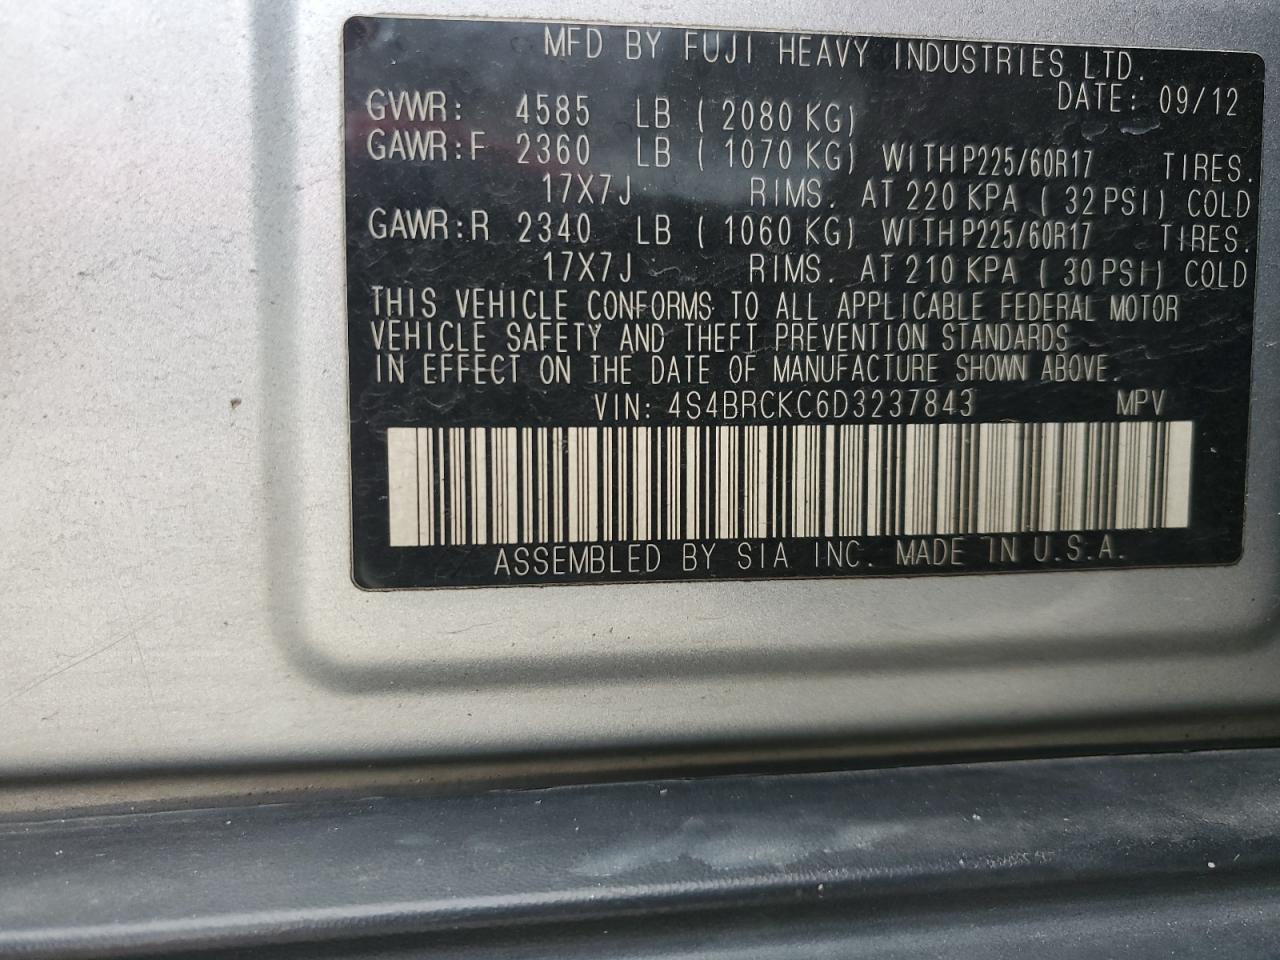 MFD BY FUJI HEAVY INDUSTRIES LTD.
DATE: 09/12
GVWR: 4585 LB (2080 KG)
GAWR:F 2360 LB (1070 KG) WITH P225/60R17 TIRES.
17X7J RIMS. AT 220 KPA (32 PSI) COLD
GAWR:R 2340 LB (1060 KG) WITH P225/60R17 TIRES.
17X7J RIMS. AT 210 KPA (30 PSI) COLD
THIS VEHICLE CONFORMS TO ALL APPLICABLE FEDERAL MOTOR
VEHICLE SAFETY AND THEFT PREVENTION STANDARDS
IN EFFECT ON THE DATE OF MANUFACTURE SHOWN ABOVE.
VIN: 4S4BRCKC6D3237843 MPV
ASSEMBLED BY SIA INC. MADE IN U.S.A.